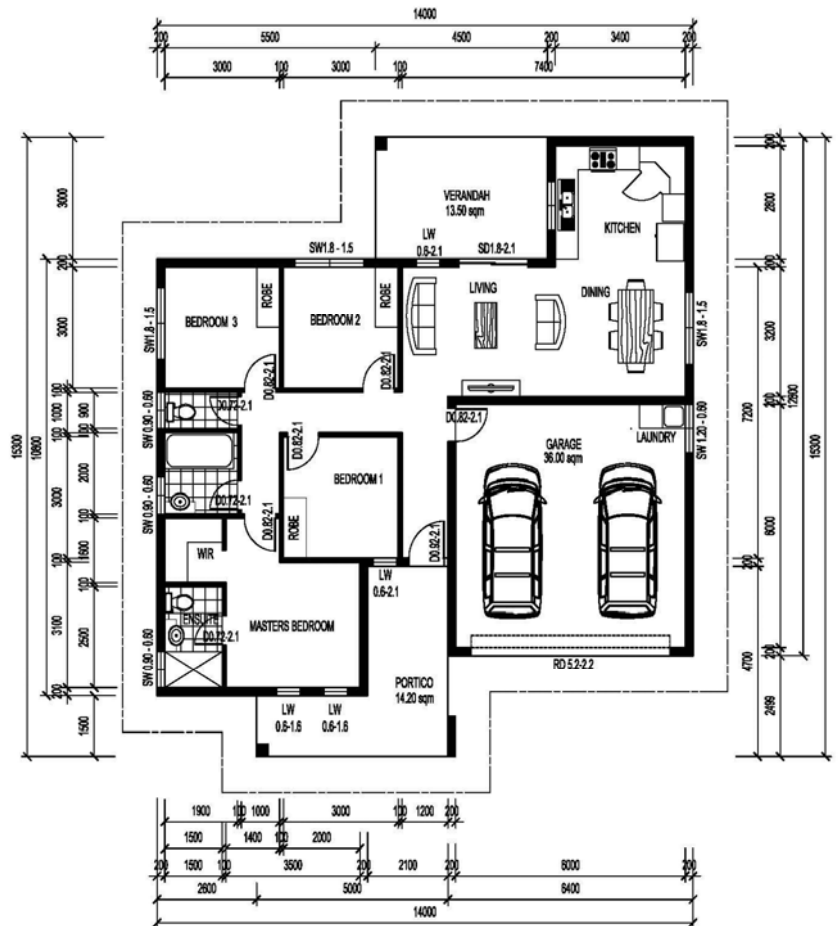 14000
200 5500 4500 200 3400 200
3000 100 3000 100 7400
15300
10800
3000
200
3000
100
1000
100
3000
100
3100
200
1500
900
100
2000
100
1600
100
2500
VERANDAH
13.50 sqm
KITCHEN
SW1.8 - 1.5
LW
0.6-2.1
SD1.8-2.1
LIVING
DINING
ROBE
ROBE
BEDROOM 3
BEDROOM 2
SW1.8 - 1.5
SW1.8 - 1.5
D0.82-2.1
D0.82-2.1
SW 0.90 - 0.60
D0.72-2.1
D0.82-2.1
GARAGE
36.00 sqm
LAUNDRY
SW 1.20 - 0.60
D0.82-2.1
BEDROOM 1
SW 0.90 - 0.60
D0.72-2.1
D0.82-2.1
ROBE
D0.92-2.1
WIR
LW
0.6-2.1
ENSUITE
MASTERS BEDROOM
D0.72-2.1
SW 0.90 - 0.60
RD 5.2-2.2
PORTICO
14.20 sqm
LW
0.6-1.6
LW
0.6-1.6
200
2800
200
3200
200
6000
200
2499
7200
200
4700
12800
15300
1900 100 1000 3000 100 1200 200
1500 1400 100 2000
200 1500 100 3500 200 2100 200 6000 200
2600 5000 6400
14000